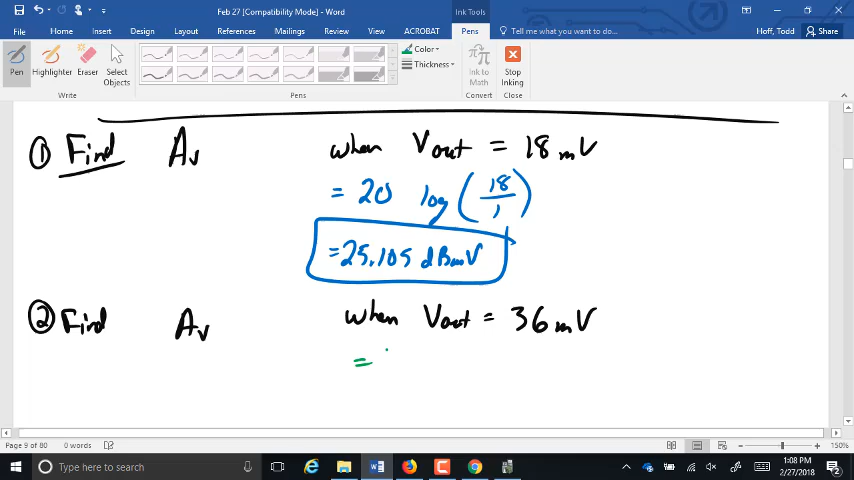 Feb 27 [Compatibility Mode] - Word
Ink Tools
Hoff, Todd
File Home Insert Design Layout References Mailings Review View ACROBAT Pens Tell me what you want to do... Share
Pen Highlighter Eraser Select Objects
Color
Thickness
Ink to Math
Stop Inking
Write Pens Convert Close
① Find Av when Vout = 18 mV
= 20 log (18/1)
= 25.105 dBmV
② Find Av when Vout = 36 mV
=
Page 9 of 80 0 words 150%
Type here to search
1:08 PM
2/27/2018
2